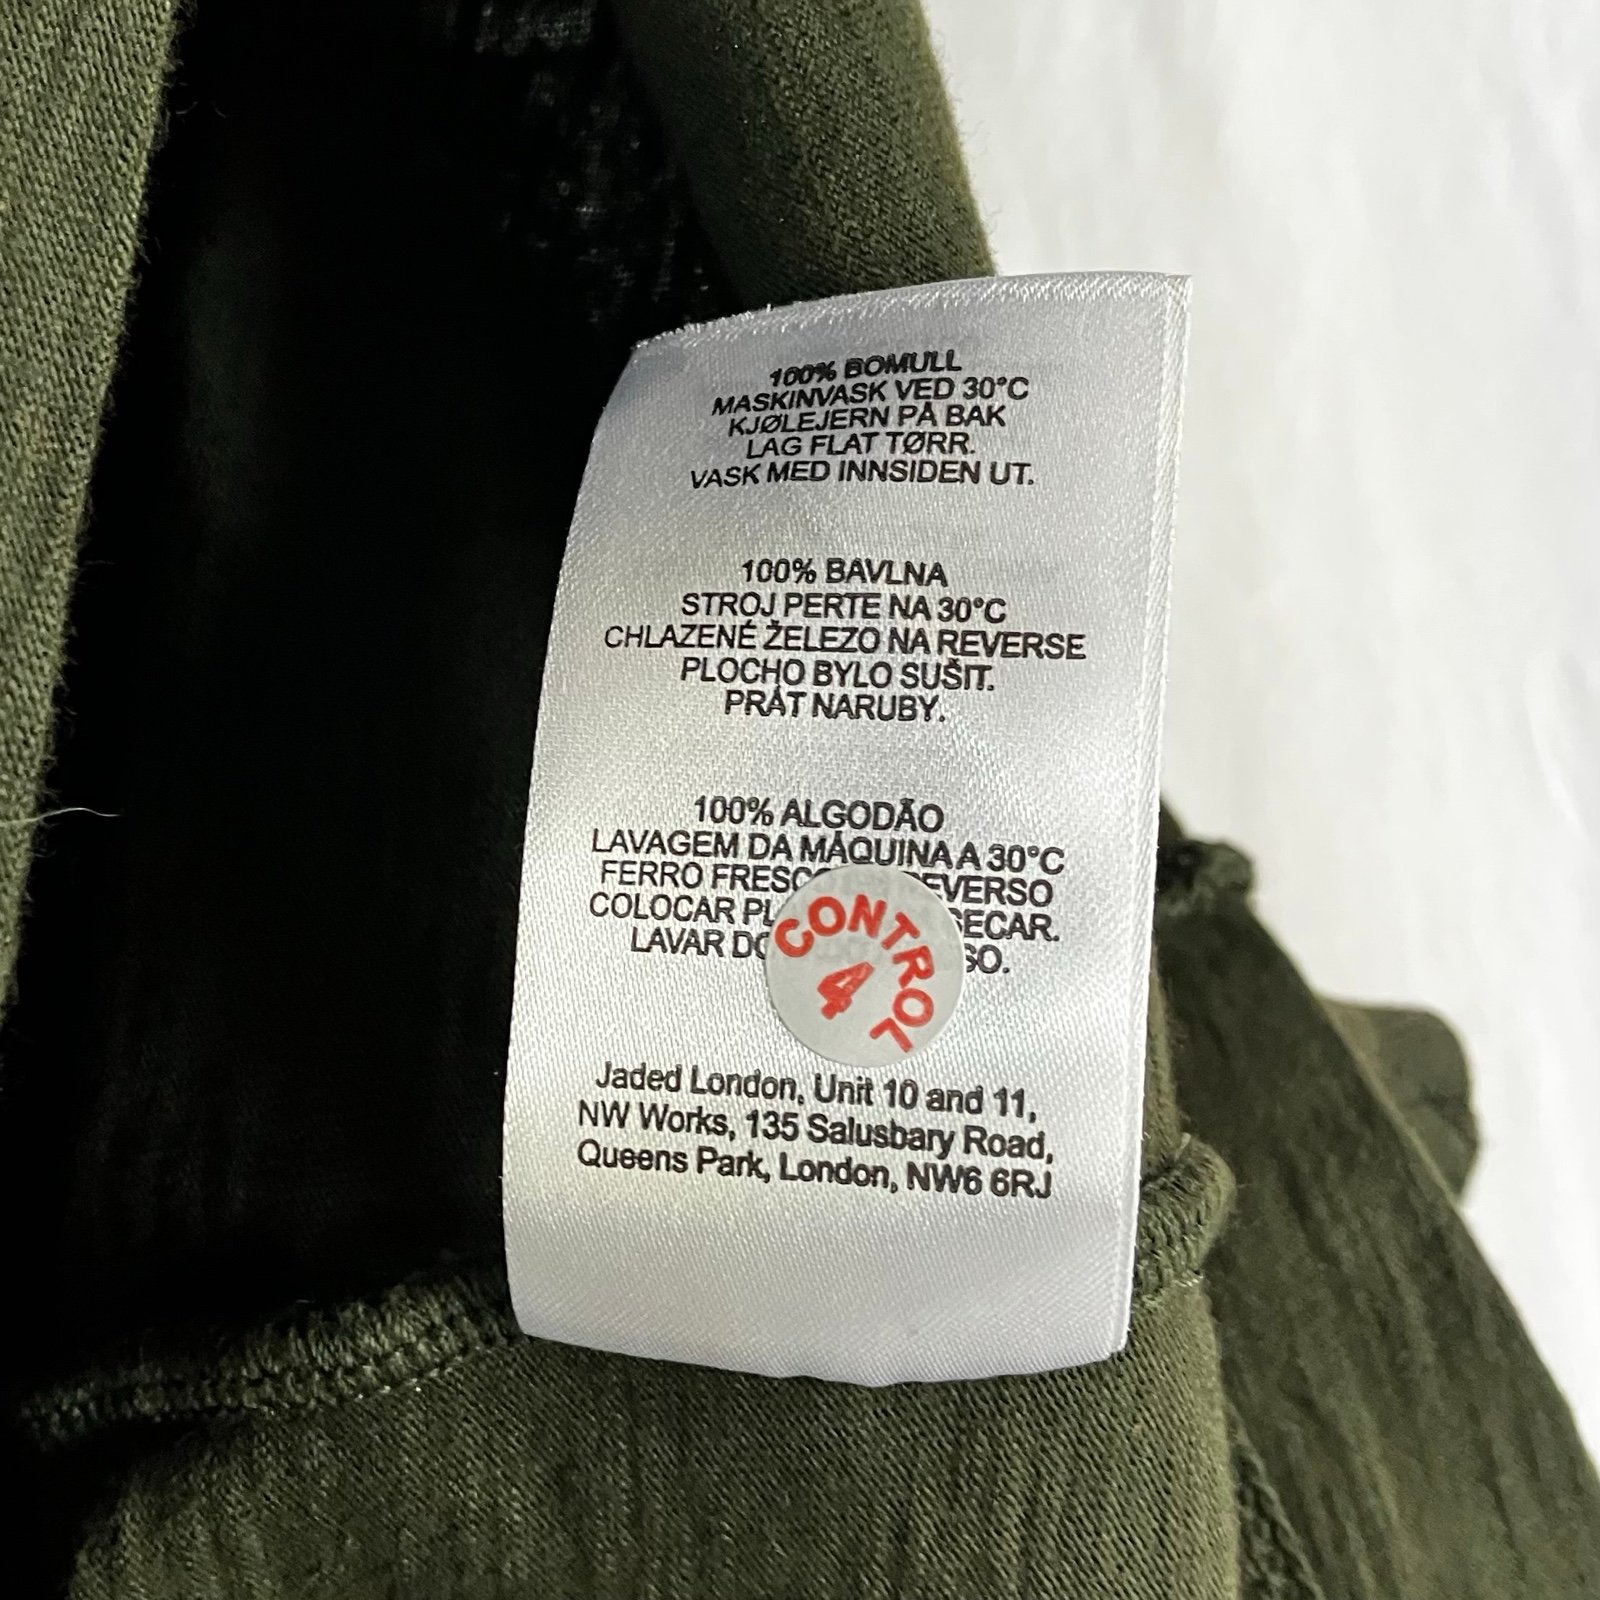 100% BOMULL
MASKINVASK VED 30°C
KJØLEJERN PÅ BAK
LAG FLAT TØRR.
VASK MED INNSIDEN UT.
100% BAVLNA
STROJ PERTE NA 30°C
CHLAZENÉ ŽELEZO NA REVERSE
PLOCHO BYLO SUŠIT.
PRÁT NARUBY.
100% ALGODÃO
LAVAGEM DA MÁQUINA A 30°C
FERRO
COLOCAR
LAVAR
CONTROL
4
Jaded London, Unit 10 and 11,
NW Works, 135 Salusbary Road,
Queens Park, London, NW6 6RJ